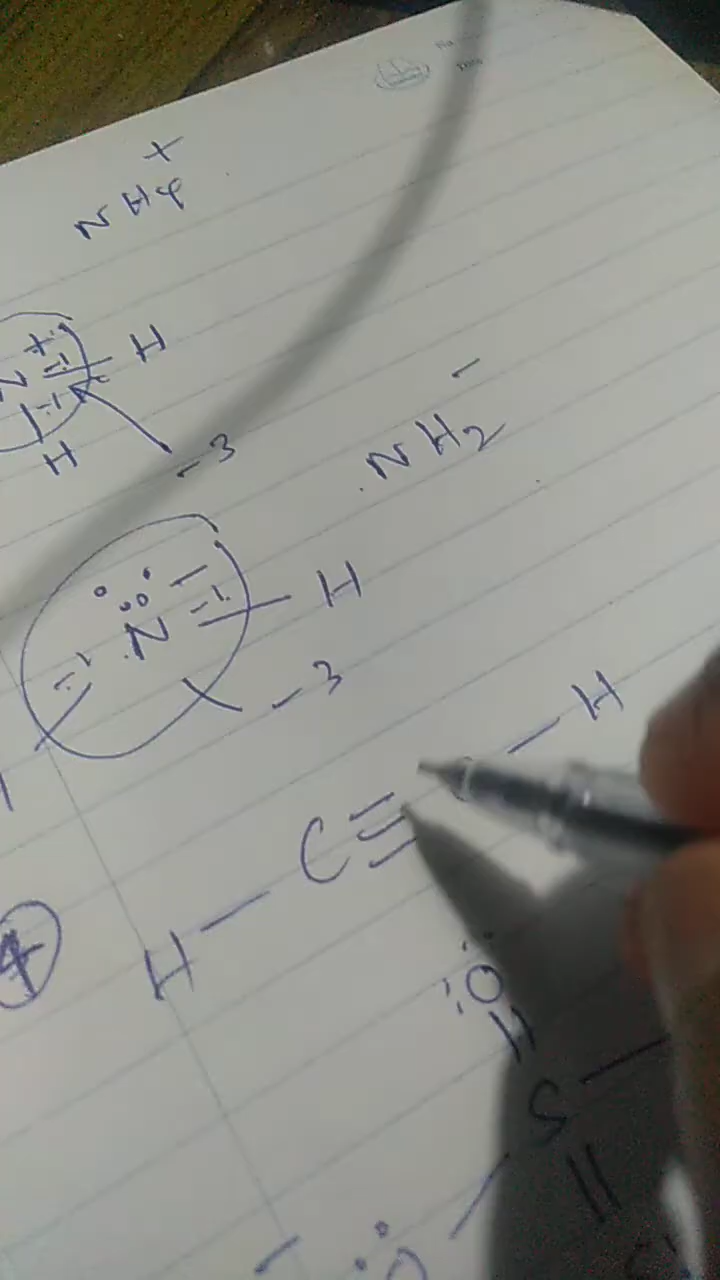 NH4 +
N + -1 H
-1
H
-3
NH2 -
N - -1 H
-1
-3
H - C ≡ - H
4
:O:
S
O